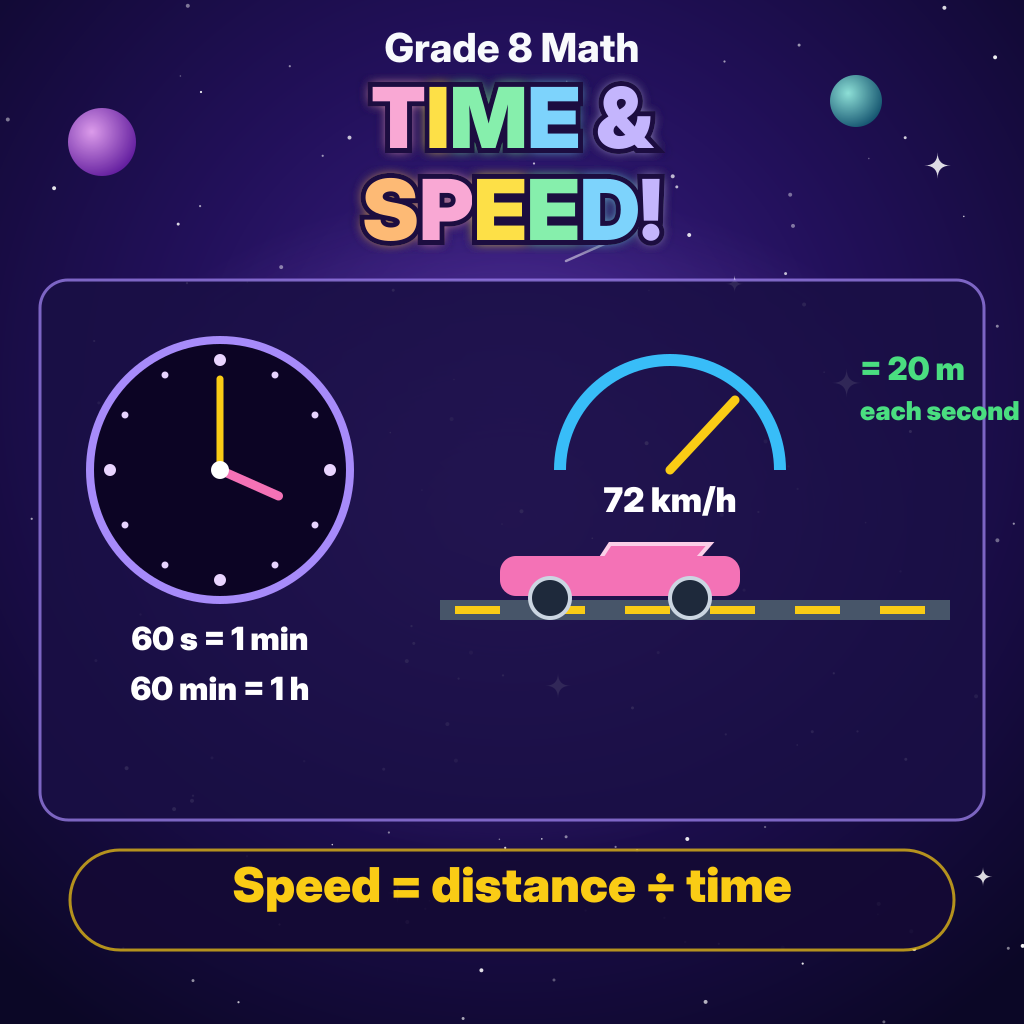 Grade 8 Math
TIME &
SPEED!
= 20 m
each second
72 km/h
60 s = 1 min
60 min = 1 h
Speed = distance ÷ time